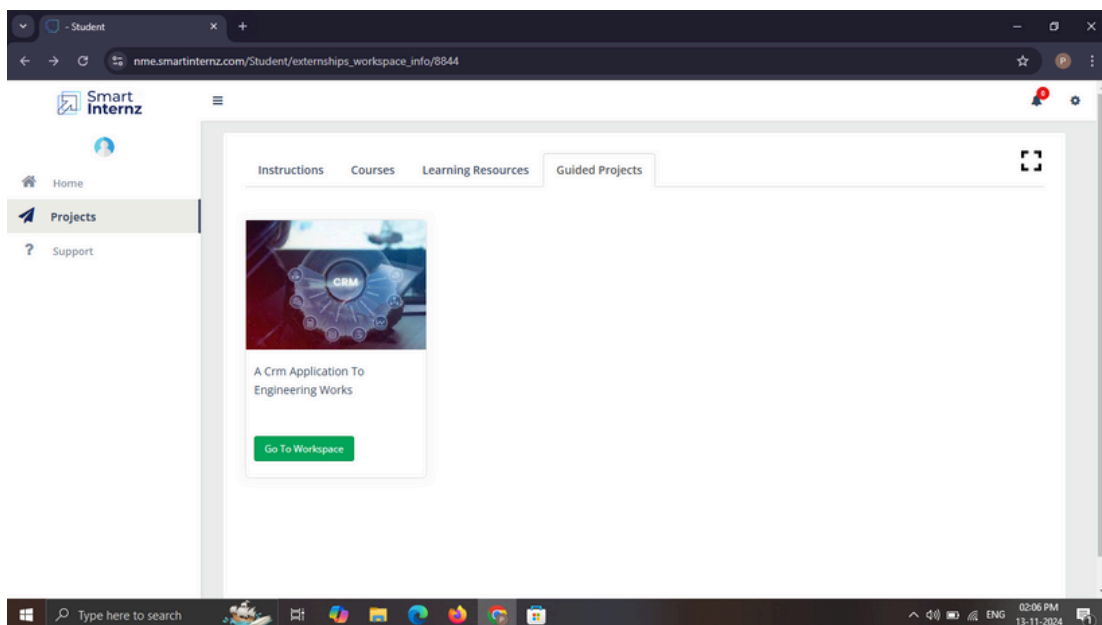 - Student
nme.smartinternz.com/Student/externships_workspace_info/8844
P
Smart
Internz
0
Home
Projects
Support
Instructions Courses Learning Resources Guided Projects
CRM
A Crm Application To
Engineering Works
Go To Workspace
Type here to search
ENG
02:06 PM
13-11-2024